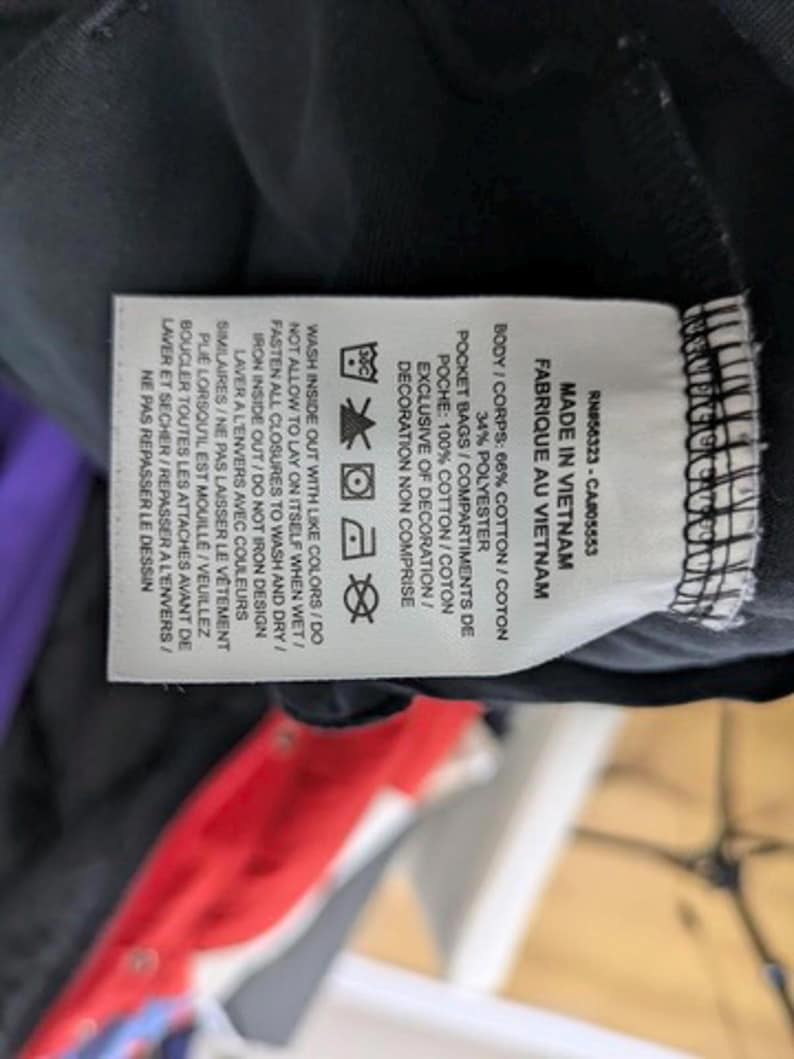 RN#56323 - CA#05553
MADE IN VIETNAM
FABRIQUE AU VIETNAM
BODY / CORPS: 66% COTTON / COTON
34% POLYESTER
POCKET BAGS / COMPARTIMENTS DE
POCHE: 100% COTTON / COTON
EXCLUSIVE OF DECORATION /
DECORATION NON COMPRISE
30C
WASH INSIDE OUT WITH LIKE COLORS / DO
NOT ALLOW TO LAY ON ITSELF WHEN WET /
FASTEN ALL CLOSURES TO WASH AND DRY /
IRON INSIDE OUT / DO NOT IRON DESIGN
LAVER A L'ENVERS AVEC COULEURS
SIMILAIRES / NE PAS LAISSER LE VÊTEMENT
PLIÉ LORSQU'IL EST MOUILLÉ / VEUILLEZ
BOUCLER TOUTES LES ATTACHES AVANT DE
LAVER ET SÉCHER / REPASSER A L'ENVERS /
NE PAS REPASSER LE DESSIN